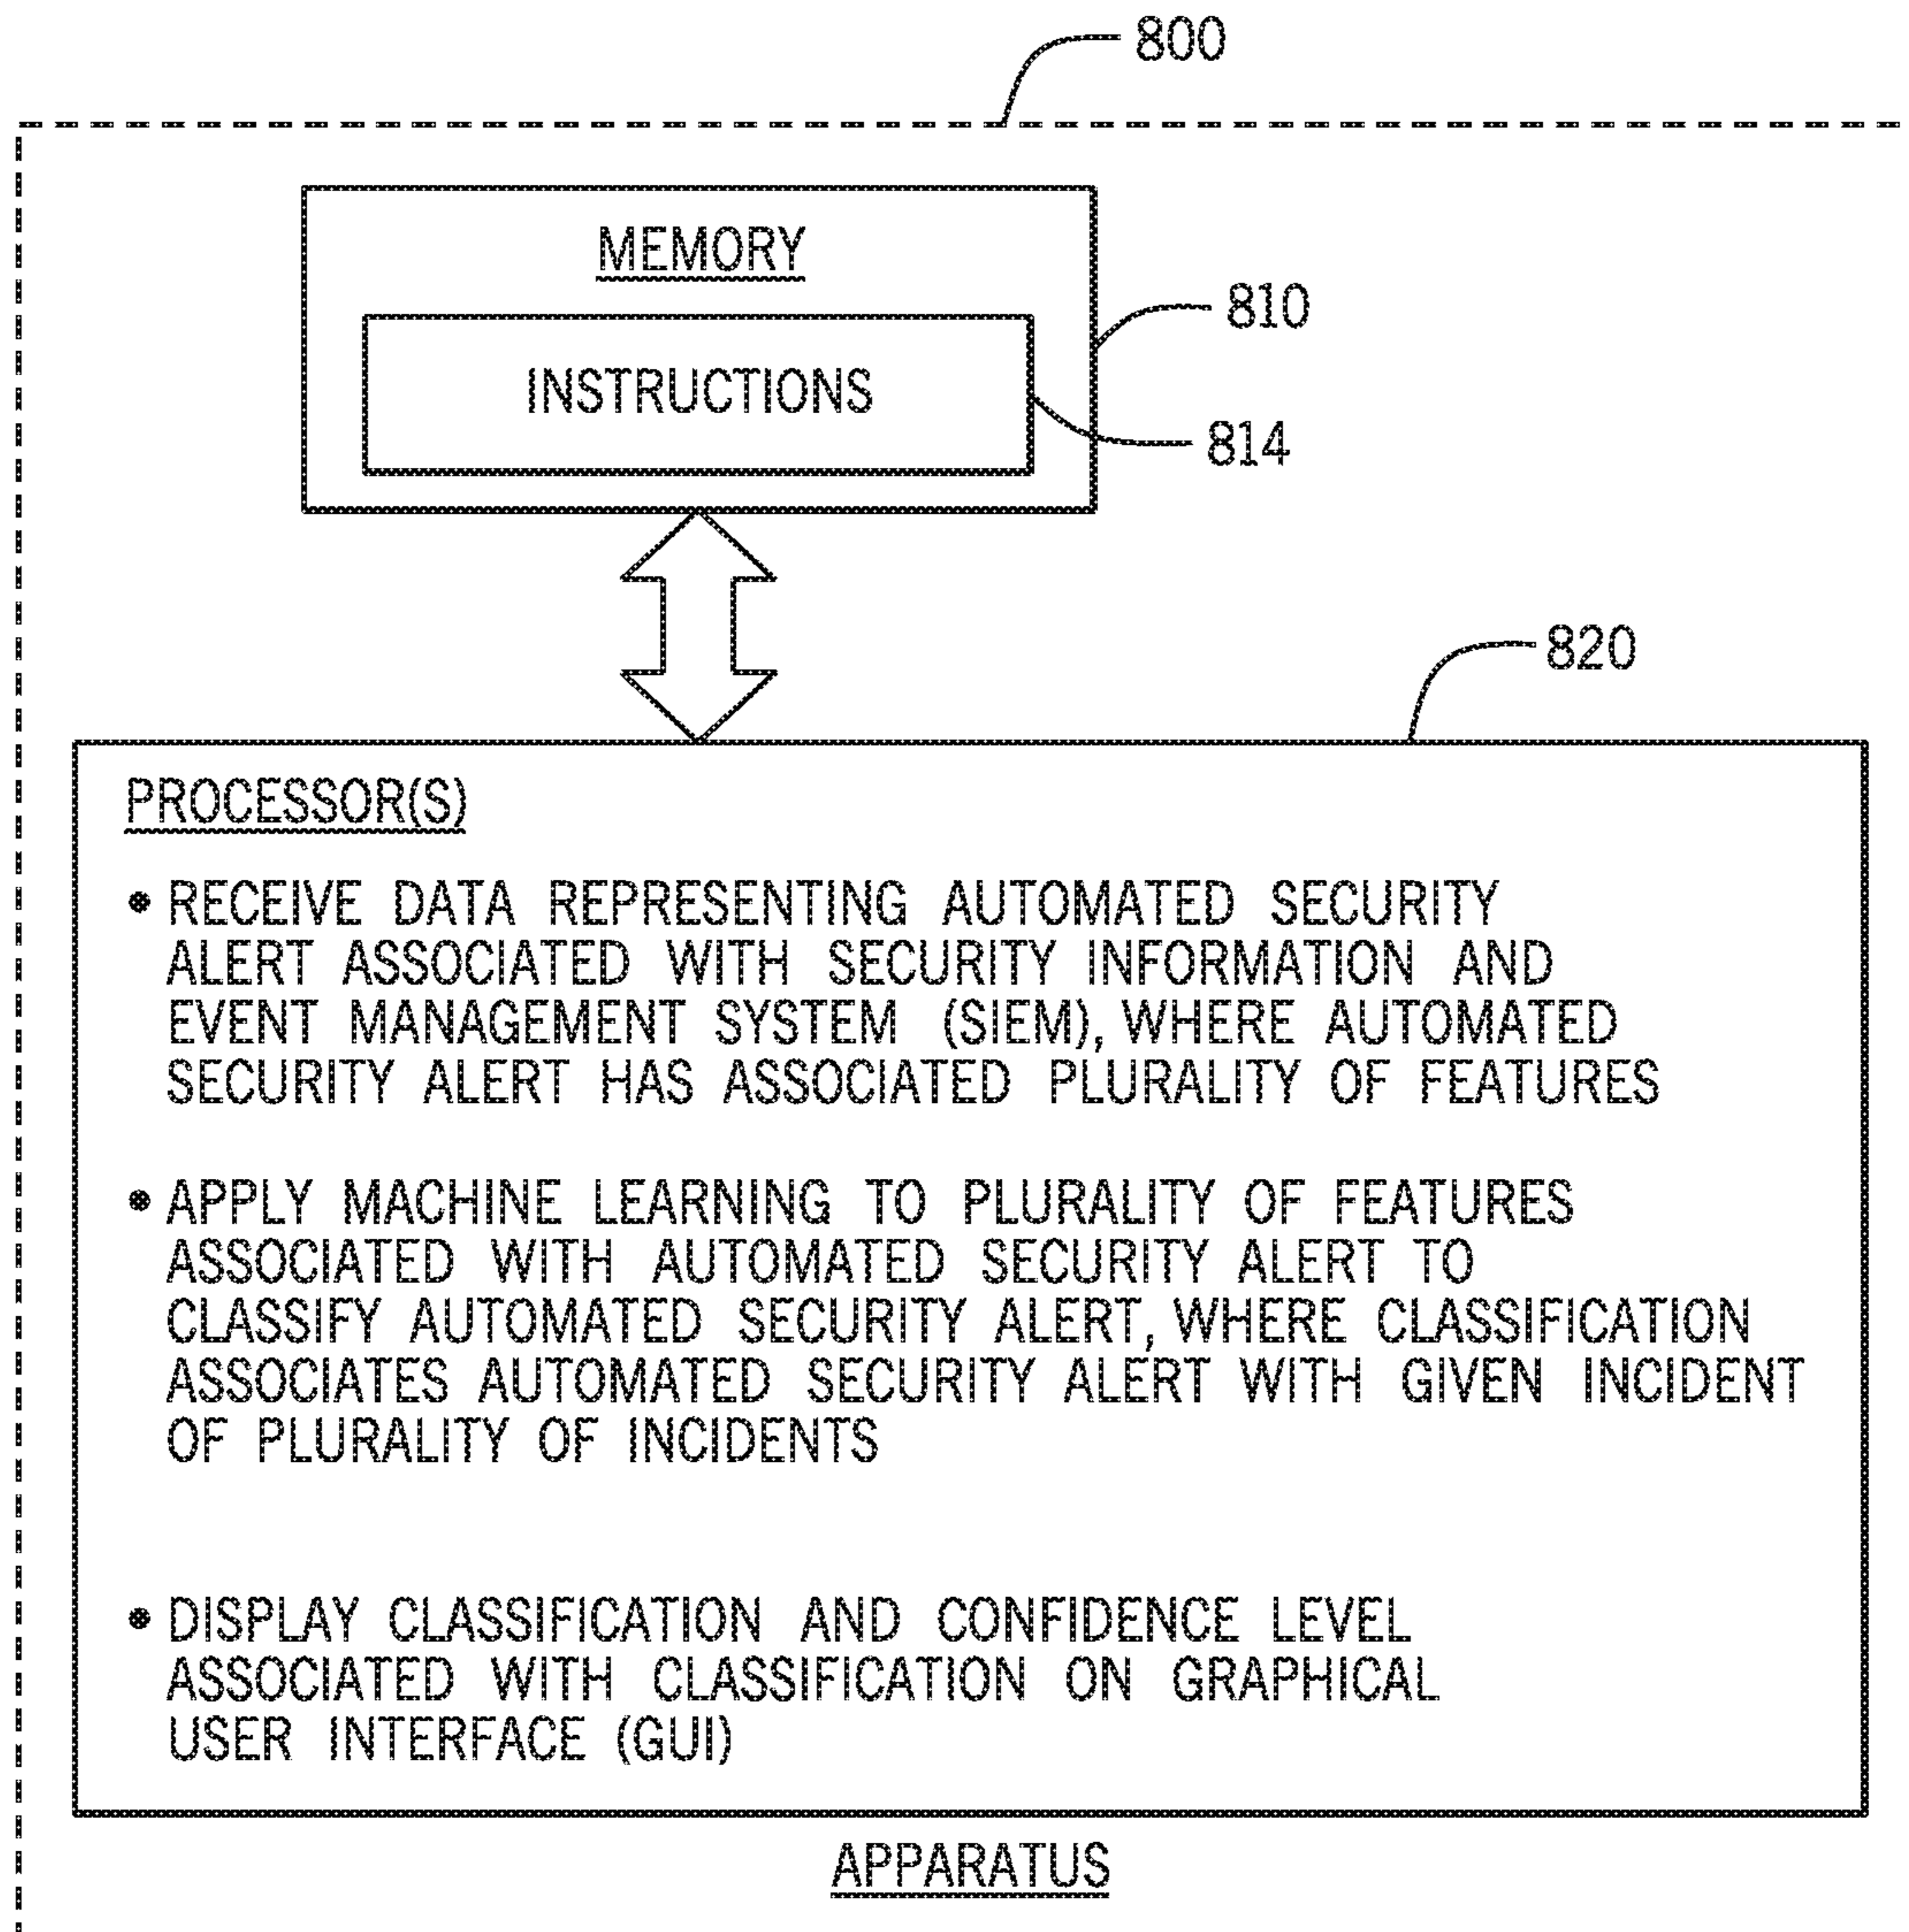 800
MEMORY
810
INSTRUCTIONS
814
820
PROCESSOR(S)
• RECEIVE DATA REPRESENTING AUTOMATED SECURITY
ALERT ASSOCIATED WITH SECURITY INFORMATION AND
EVENT MANAGEMENT SYSTEM (SIEM), WHERE AUTOMATED
SECURITY ALERT HAS ASSOCIATED PLURALITY OF FEATURES
• APPLY MACHINE LEARNING TO PLURALITY OF FEATURES
ASSOCIATED WITH AUTOMATED SECURITY ALERT TO
CLASSIFY AUTOMATED SECURITY ALERT, WHERE CLASSIFICATION
ASSOCIATES AUTOMATED SECURITY ALERT WITH GIVEN INCIDENT
OF PLURALITY OF INCIDENTS
• DISPLAY CLASSIFICATION AND CONFIDENCE LEVEL
ASSOCIATED WITH CLASSIFICATION ON GRAPHICAL
USER INTERFACE (GUI)
APPARATUS